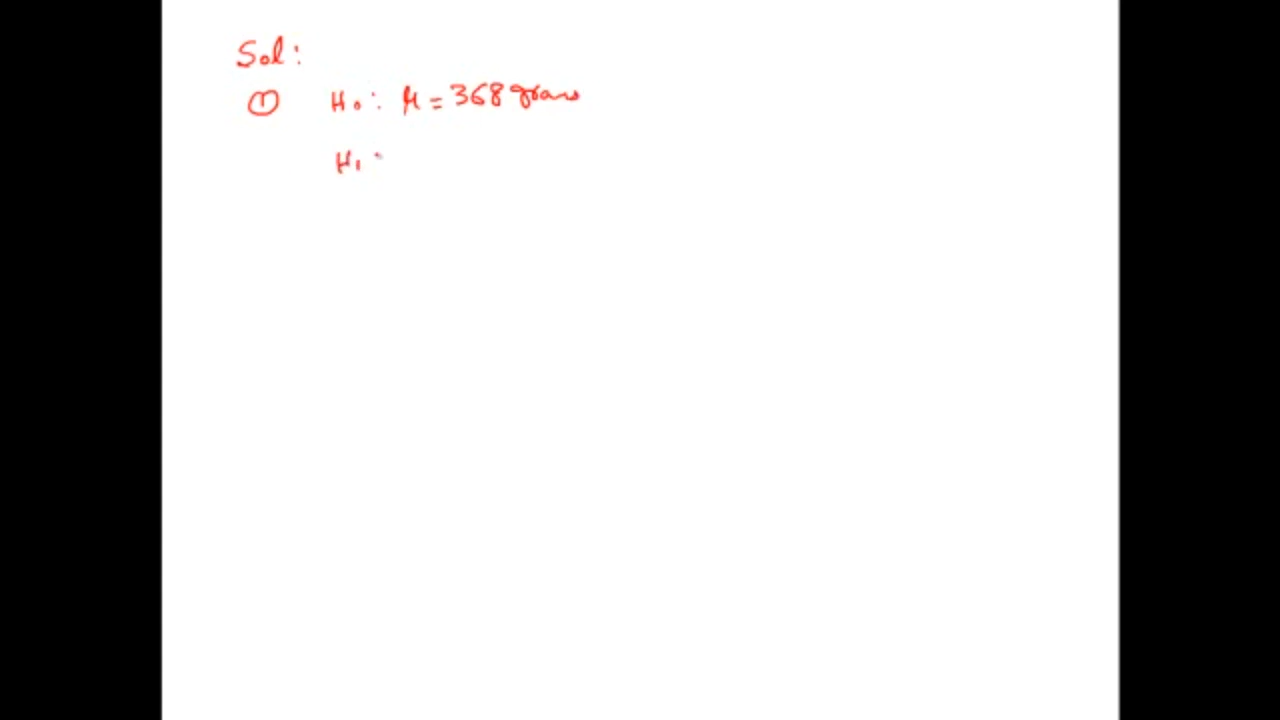 Sol:
① H₀: μ = 368 grams
H₁ :